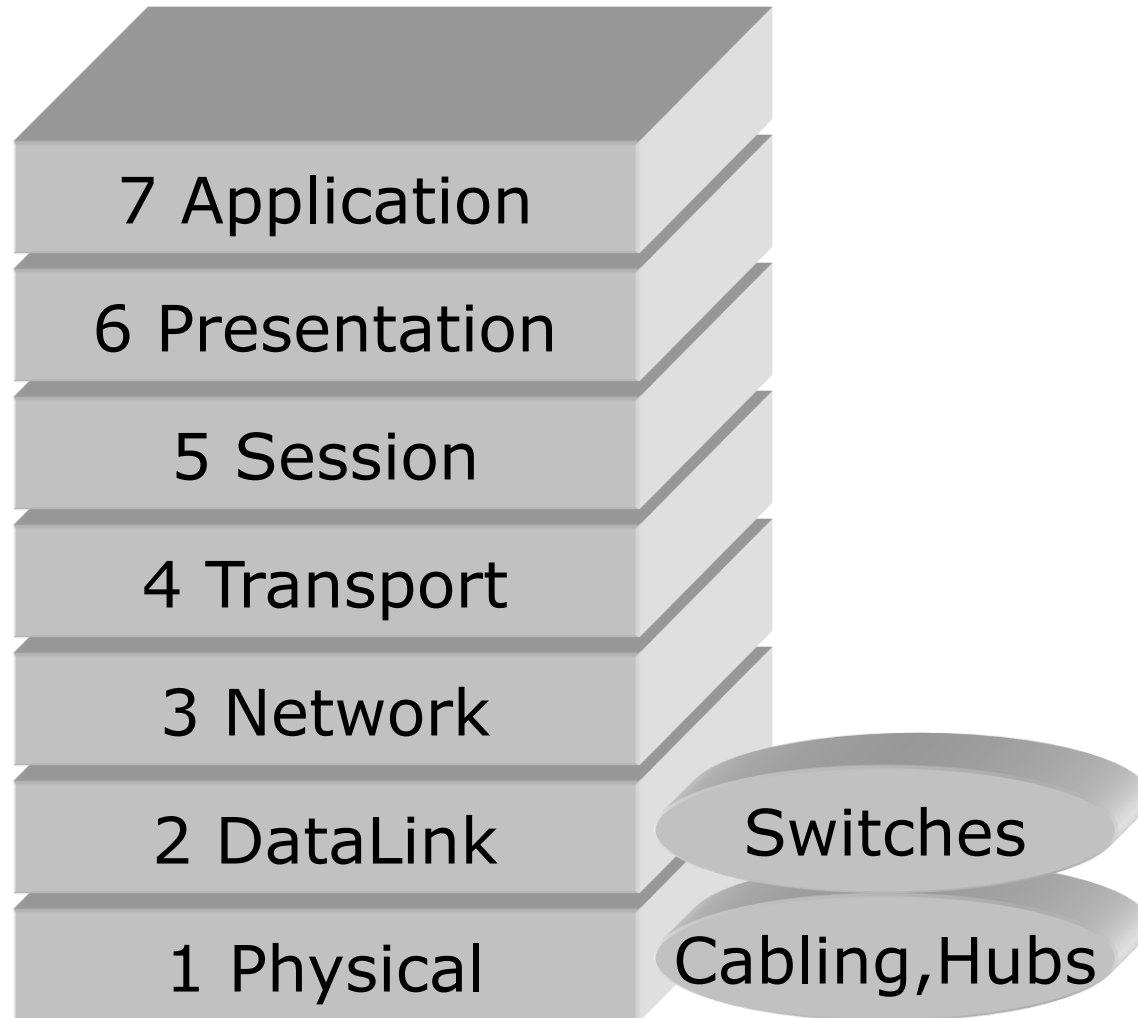 7 Application
6 Presentation
5 Session
4 Transport
3 Network
2 DataLink
Switches
1 Physical
Cabling,Hubs